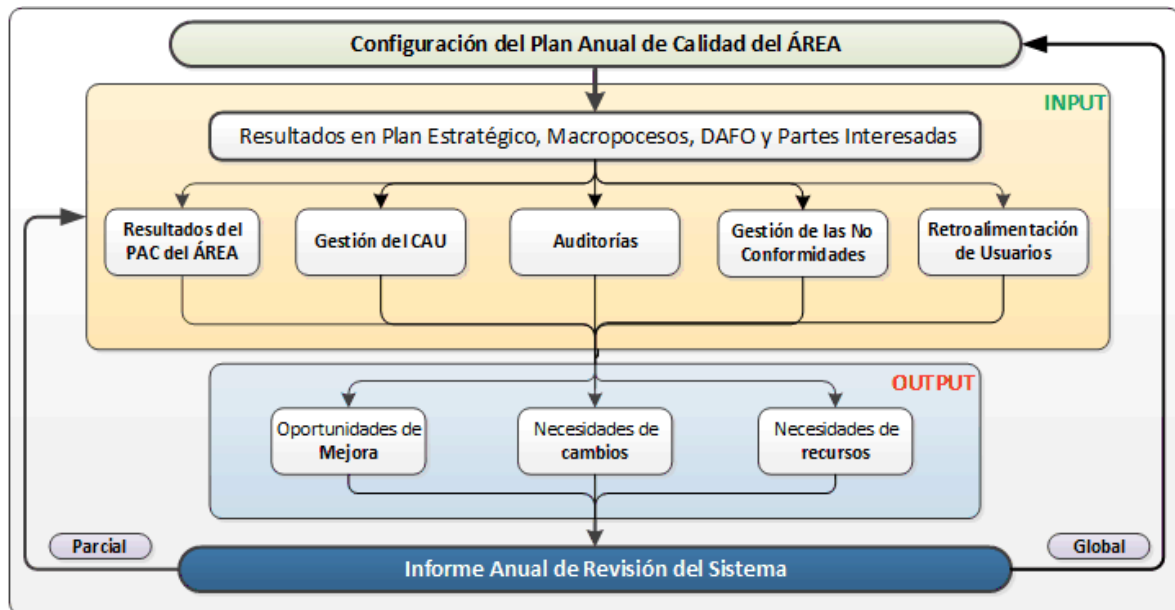 Configuración del Plan Anual de Calidad del ÁREA
INPUT
Resultados en Plan Estratégico, Macropocesos, DAFO y Partes Interesadas
Resultados del
PAC del ÁREA
Gestión del CAU
Auditorías
Gestión de las No
Conformidades
Retroalimentación
de Usuarios
OUTPUT
Oportunidades de
Mejora
Necesidades de
cambios
Necesidades de
recursos
Parcial
Global
Informe Anual de Revisión del Sistema